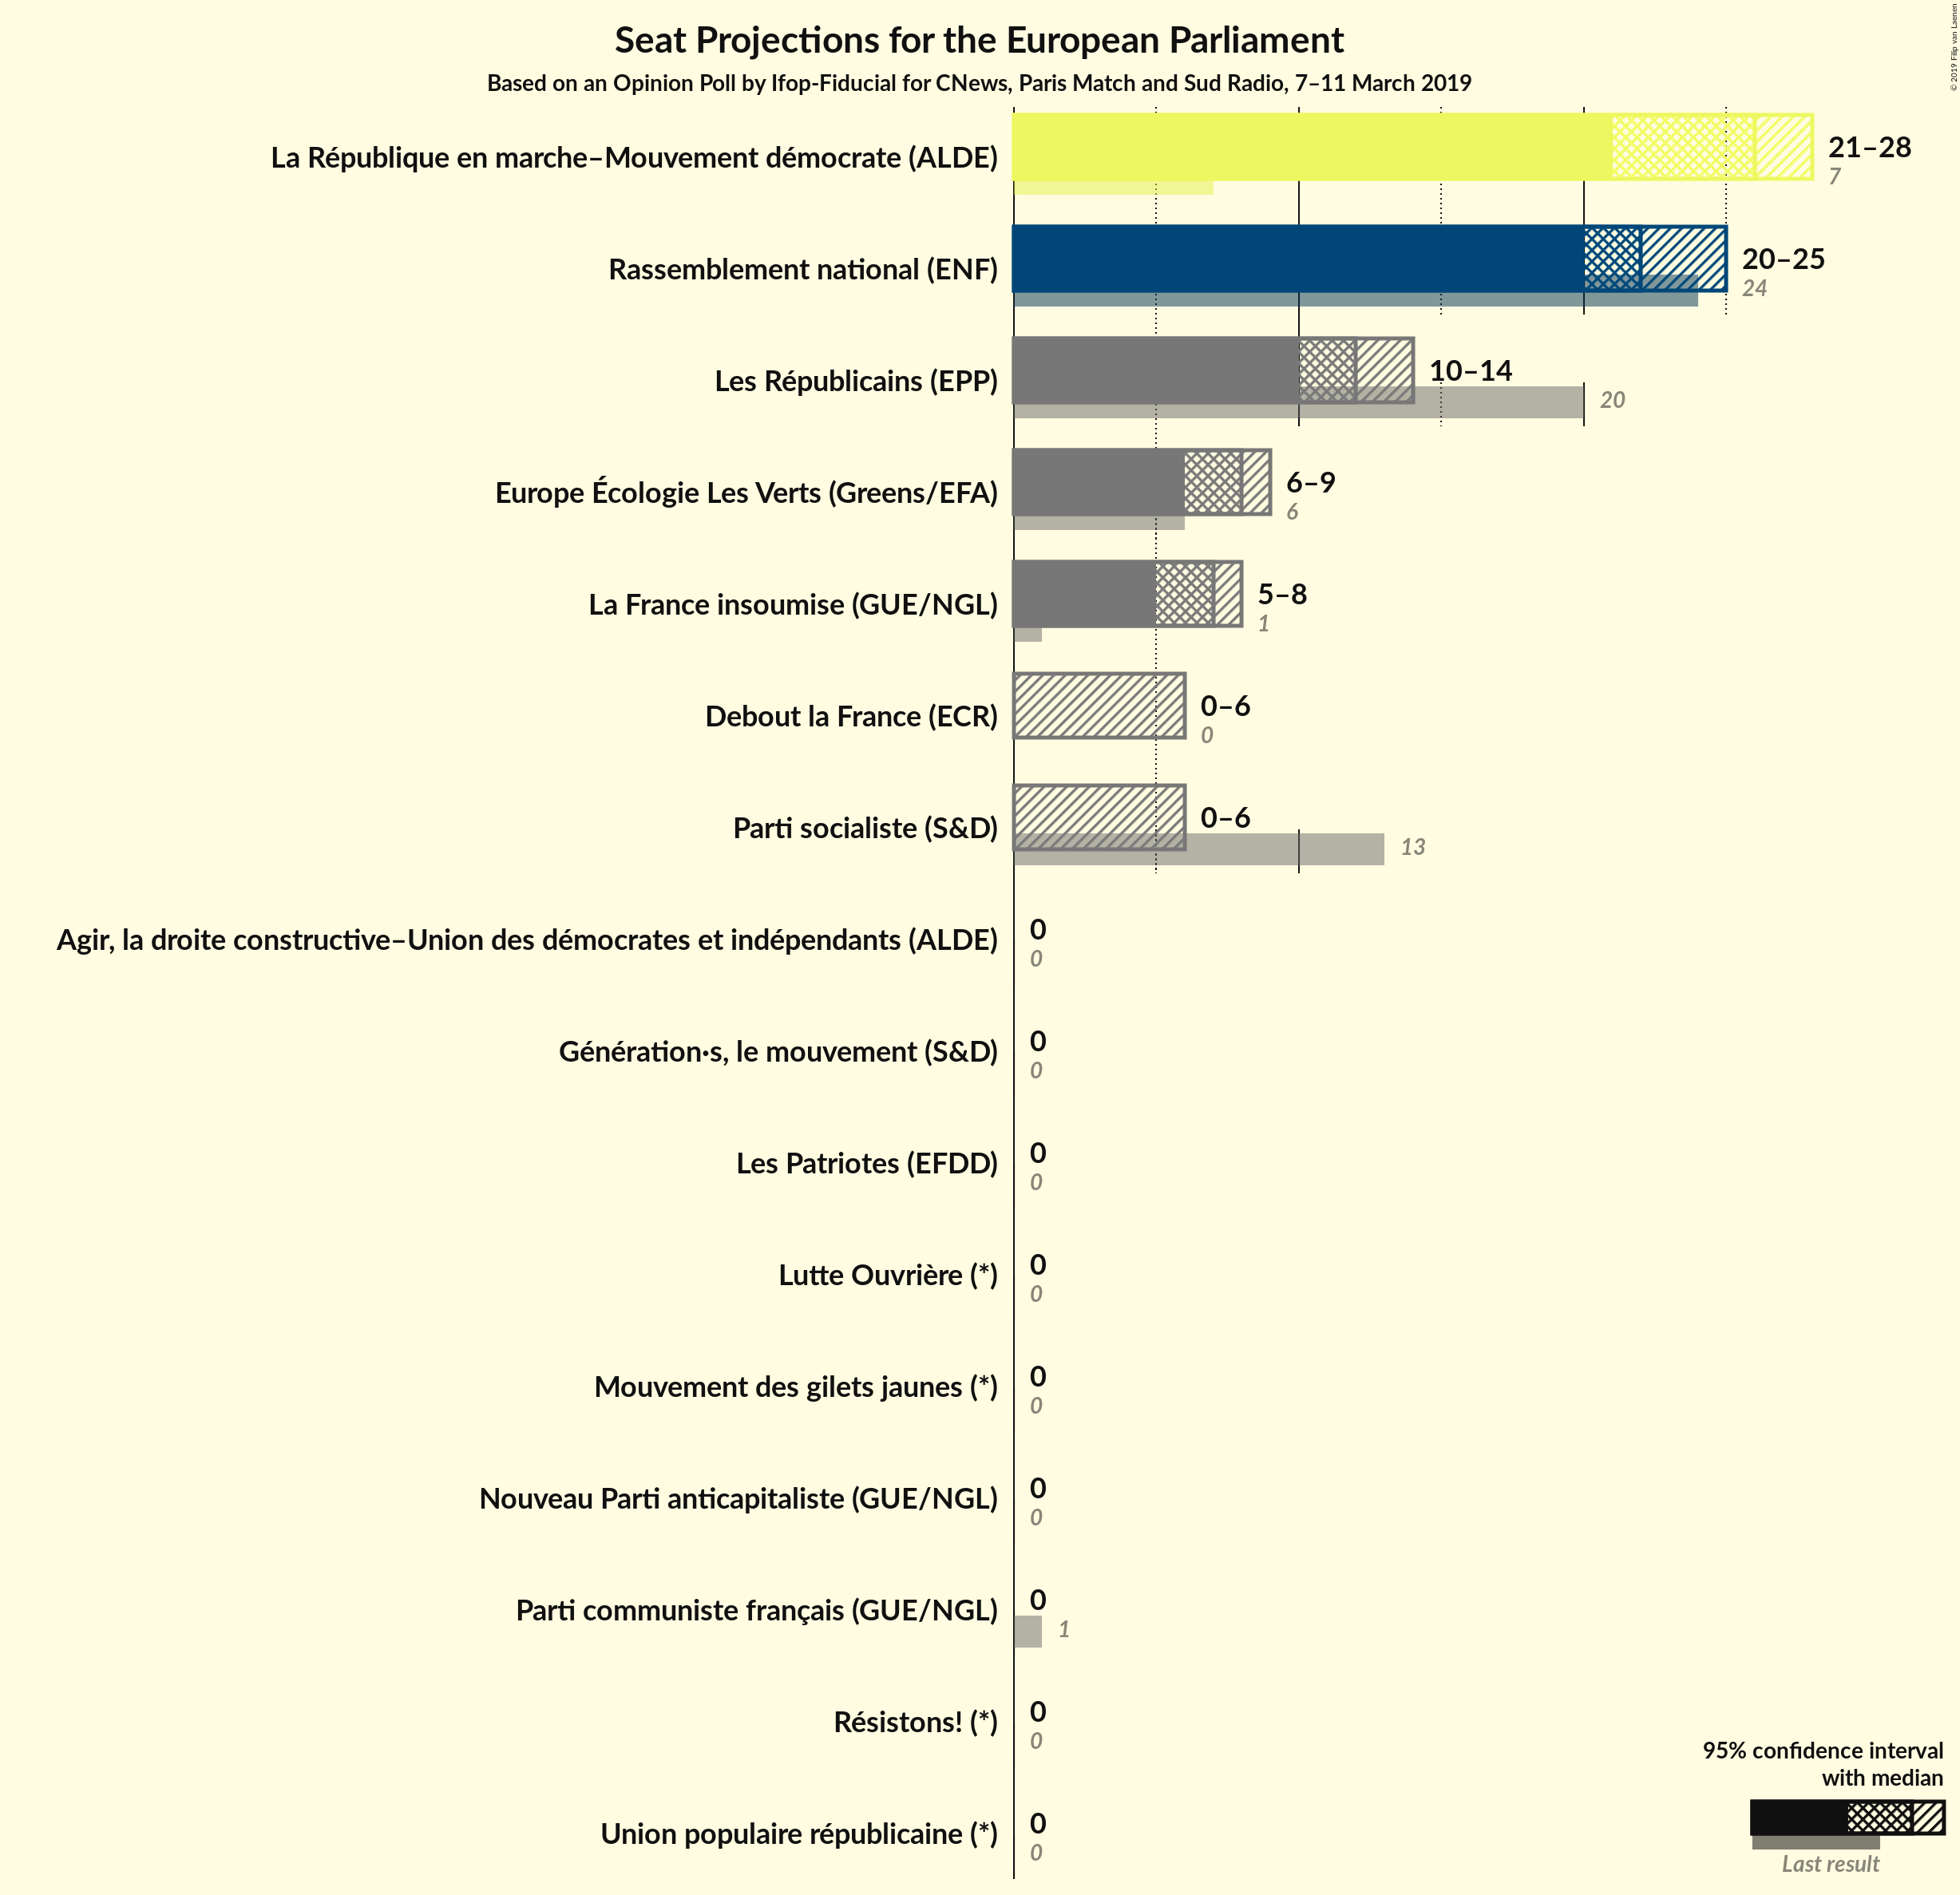 Seat Projections for the European Parliament
Based on an Opinion Poll by Ifop-Fiducial for CNews, Paris Match and Sud Radio, 7–11 March 2019
© 2019 Filip van Laenen
La République en marche–Mouvement démocrate (ALDE)
21–28
7
Rassemblement national (ENF)
20–25
24
Les Républicains (EPP)
10–14
20
Europe Écologie Les Verts (Greens/EFA)
6–9
6
La France insoumise (GUE/NGL)
5–8
1
Debout la France (ECR)
0–6
0
Parti socialiste (S&D)
0–6
13
Agir, la droite constructive–Union des démocrates et indépendants (ALDE)
0
0
Génération·s, le mouvement (S&D)
0
0
Les Patriotes (EFDD)
0
0
Lutte Ouvrière (*)
0
0
Mouvement des gilets jaunes (*)
0
0
Nouveau Parti anticapitaliste (GUE/NGL)
0
0
Parti communiste français (GUE/NGL)
0
1
Résistons! (*)
0
0
Union populaire républicaine (*)
0
0
95% confidence interval
with median
Last result